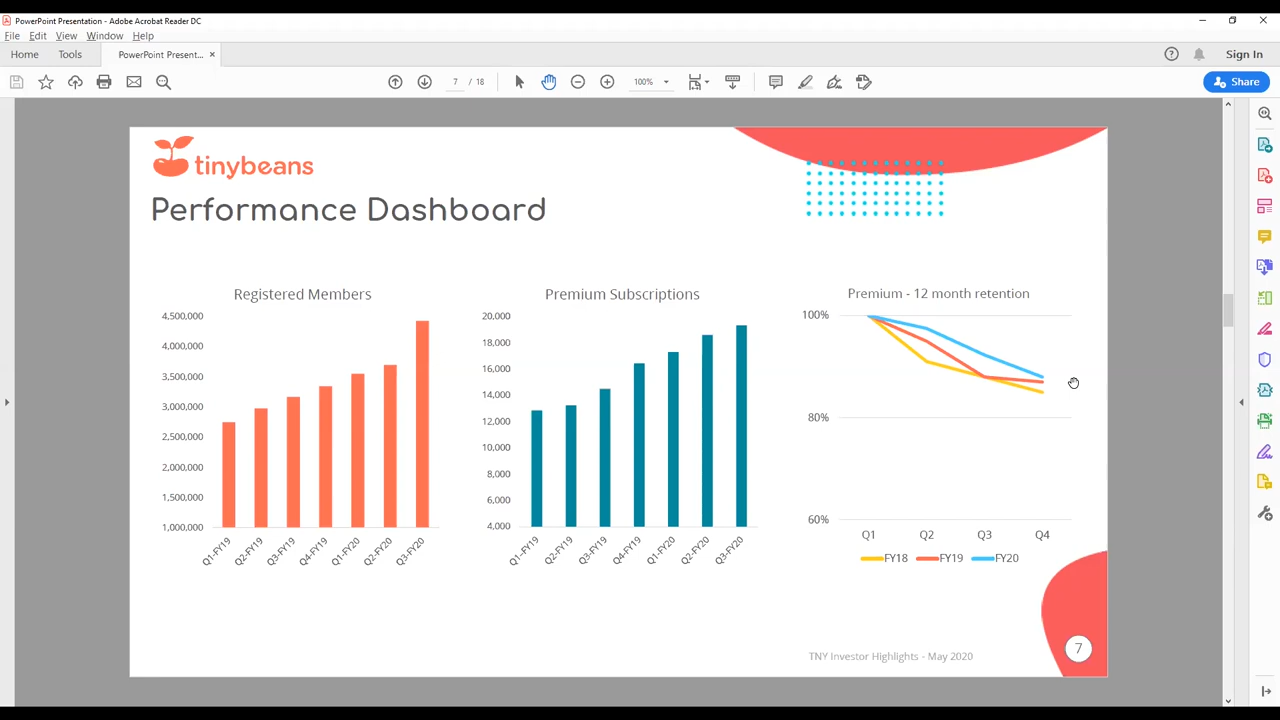 PowerPoint Presentation - Adobe Acrobat Reader DC
File Edit View Window Help
Home Tools PowerPoint Present... ×
Sign In
7 / 18 100% Share
tinybeans
Performance Dashboard
Registered Members
4,500,000
4,000,000
3,500,000
3,000,000
2,500,000
2,000,000
1,500,000
1,000,000
Q1-FY19 Q2-FY19 Q3-FY19 Q4-FY19 Q1-FY20 Q2-FY20 Q3-FY20
Premium Subscriptions
20,000
18,000
16,000
14,000
12,000
10,000
8,000
6,000
4,000
Q1-FY19 Q2-FY19 Q3-FY19 Q4-FY19 Q1-FY20 Q2-FY20 Q3-FY20
Premium - 12 month retention
100%
80%
60%
Q1 Q2 Q3 Q4
FY18 FY19 FY20
TNY Investor Highlights - May 2020
7